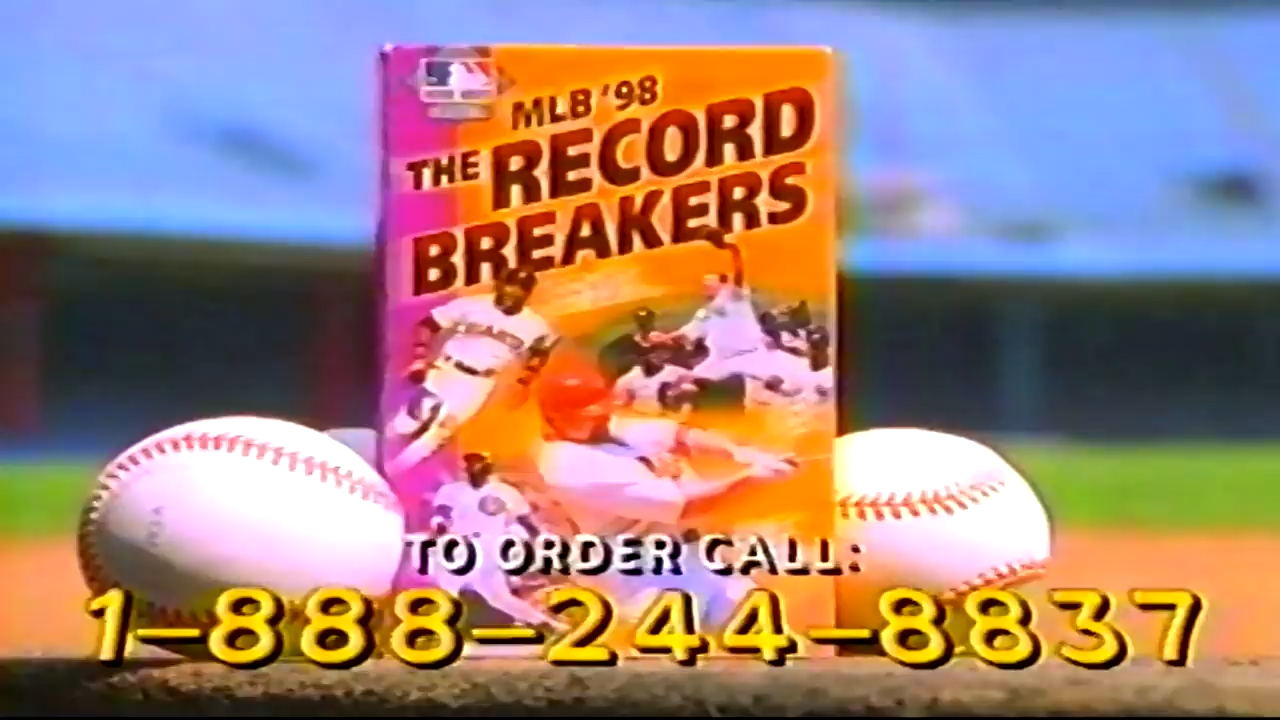 MLB '98
THE RECORD
BREAKERS
TO ORDER CALL:
1-888-244-8837